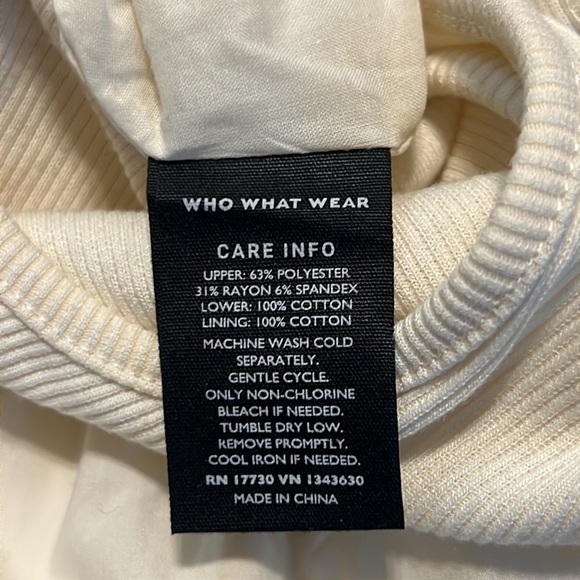 WHO WHAT WEAR
CARE INFO
UPPER: 63% POLYESTER
31% RAYON 6% SPANDEX
LOWER: 100% COTTON
LINING: 100% COTTON
MACHINE WASH COLD
SEPARATELY.
GENTLE CYCLE.
ONLY NON-CHLORINE
BLEACH IF NEEDED.
TUMBLE DRY LOW.
REMOVE PROMPTLY.
COOL IRON IF NEEDED.
RN 17730 VN 1343630
MADE IN CHINA